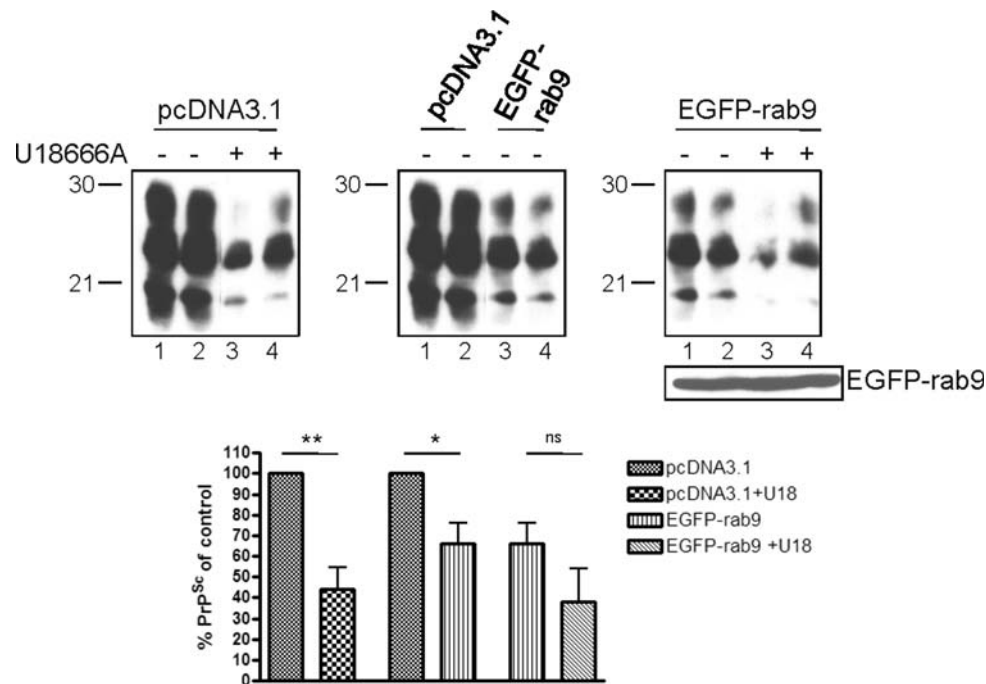 pcDNA3.1
U18666A - - + +
30
21
1 2 3 4
pcDNA3.1
EGFP-
rab9
- - - -
30
21
1 2 3 4
EGFP-rab9
- - + +
30
21
1 2 3 4
EGFP-rab9
% PrPSc of control
110
100
90
80
70
60
50
40
30
20
10
0
**
*
ns
pcDNA3.1
pcDNA3.1+U18
EGFP-rab9
EGFP-rab9 +U18